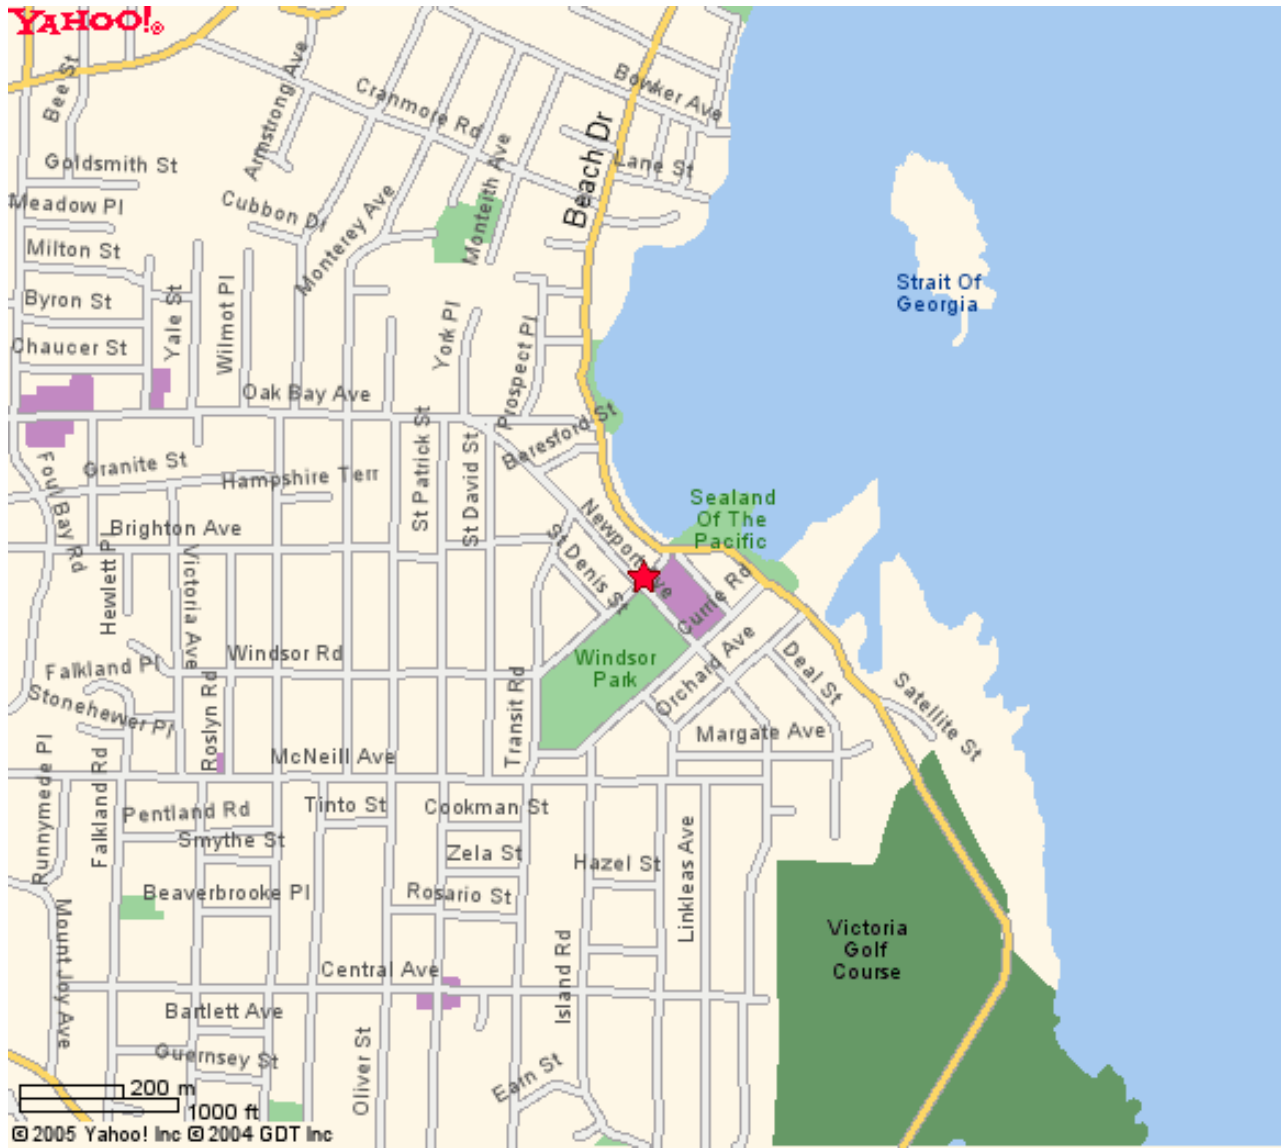 YAHOO!®
Bee St
Armstrong Ave
Cranmore Rd
Bowker Ave
Beach Dr
Lane St
Goldsmith St
Meadow Pl
Cubbon Dr
Monterey Ave
Monteith Ave
Milton St
Byron St
Yale St
Wilmot Pl
York Pl
Prospect Pl
Strait Of
Georgia
Chaucer St
Oak Bay Ave
Beresford St
St Patrick St
St David St
Foul Bay Rd
Granite St
Hampshire Terr
Brighton Ave
Hewlett Pl
Victoria Ave
Newport Ave
St Denis St
Sealand
Of The
Pacific
Currie Rd
Windsor Rd
Falkland Pl
Stonehewer Pl
Roslyn Rd
Transit Rd
Windsor
Park
Orchard Ave
Deal St
Satellite St
Margate Ave
McNeill Ave
Runnymede Pl
Falkland Rd
Pentland Rd
Tinto St
Cookman St
Smythe St
Zela St
Hazel St
Linkleas Ave
Beaverbrooke Pl
Rosario St
Victoria
Golf
Course
Mount Joy Ave
Central Ave
Island Rd
Bartlett Ave
Guernsey St
Oliver St
Earn St
200 m
1000 ft
© 2005 Yahoo! Inc © 2004 GDT Inc